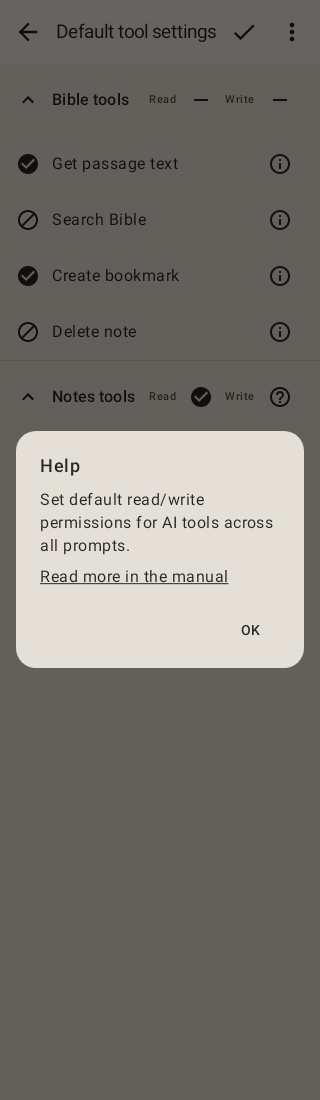 Default tool settings
Bible tools Read Write
Get passage text
Search Bible
Create bookmark
Delete note
Notes tools Read Write
Help
Set default read/write
permissions for AI tools across
all prompts.
Read more in the manual
OK